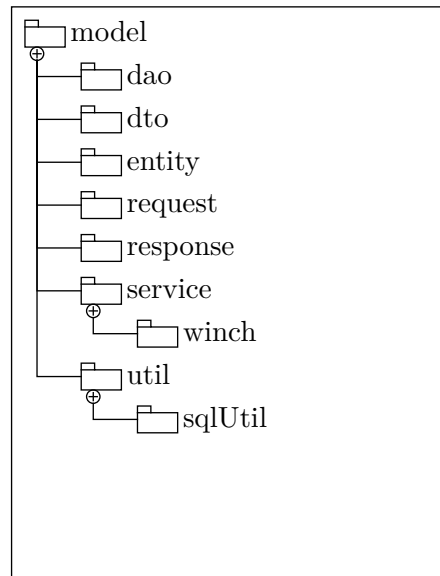 model
dao
dto
entity
request
response
service
winch
util
sqlUtil